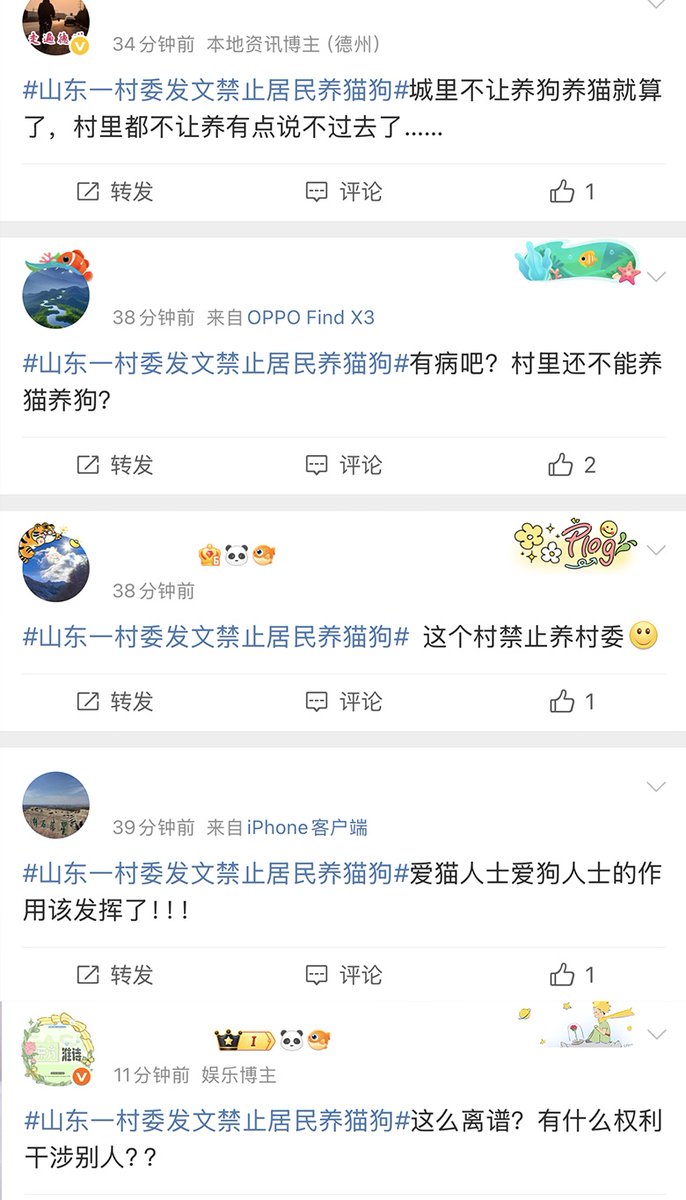 走遍德州
34分钟前 本地资讯博主 (德州)
#山东一村委发文禁止居民养猫狗#城里不让养狗养猫就算
了，村里都不让养有点说不过去了......
转发 评论 1
38分钟前 来自OPPO Find X3
#山东一村委发文禁止居民养猫狗#有病吧？村里还不能养
猫养狗？
转发 评论 2
Plog
38分钟前
#山东一村委发文禁止居民养猫狗# 这个村禁止养村委
转发 评论 1
39分钟前 来自iPhone客户端
#山东一村委发文禁止居民养猫狗#爱猫人士爱狗人士的作
用该发挥了！！！
转发 评论 1
I
11分钟前 娱乐博主
#山东一村委发文禁止居民养猫狗#这么离谱？有什么权利
干涉别人？？